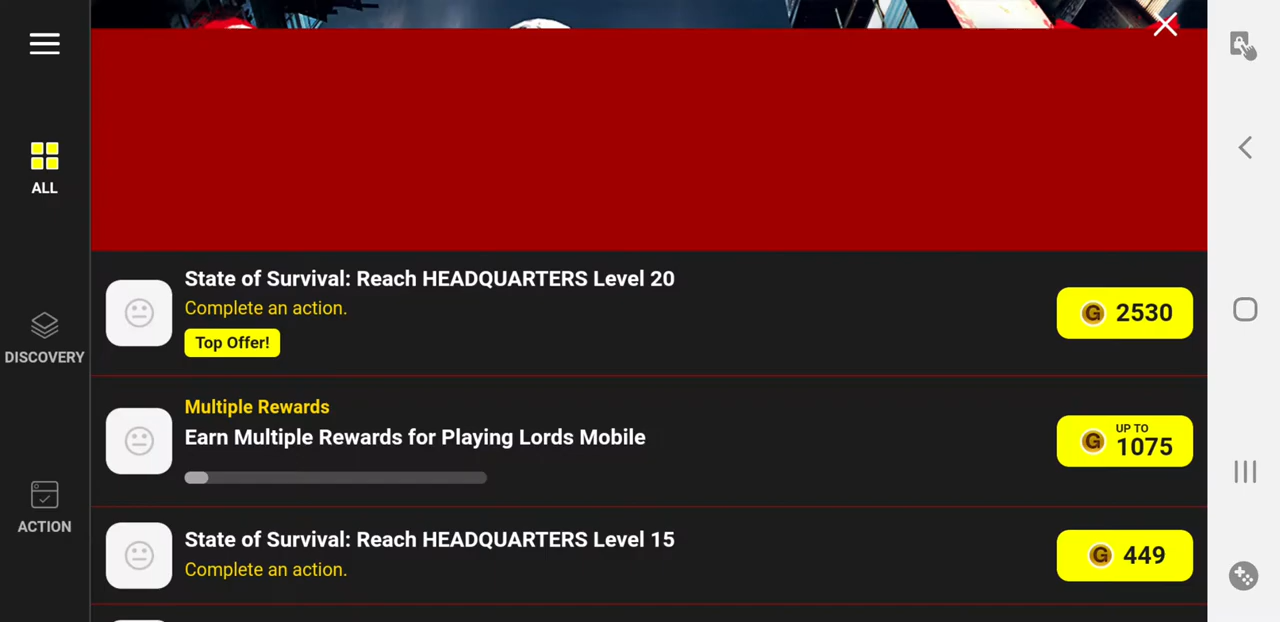 ALL
DISCOVERY
ACTION
State of Survival: Reach HEADQUARTERS Level 20
Complete an action.
Top Offer!
G 2530
Multiple Rewards
Earn Multiple Rewards for Playing Lords Mobile
UP TO
G 1075
State of Survival: Reach HEADQUARTERS Level 15
Complete an action.
G 449